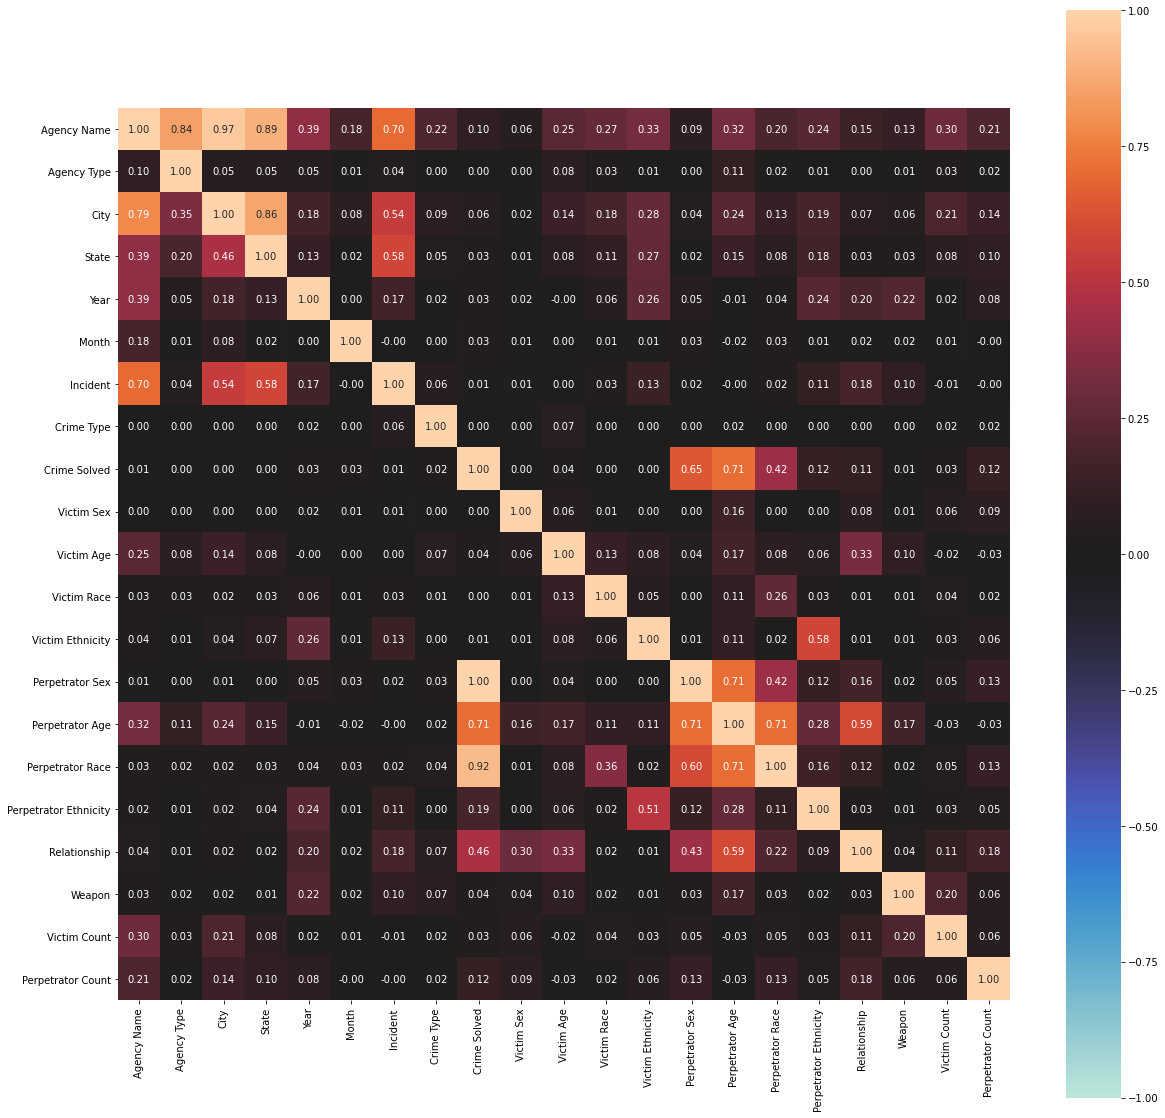 1.00
Agency Name 1.00 0.84 0.97 0.89 0.39 0.18 0.70 0.22 0.10 0.06 0.25 0.27 0.33 0.09 0.32 0.20 0.24 0.15 0.13 0.30 0.21
Agency Type 0.10 1.00 0.05 0.05 0.05 0.01 0.04 0.00 0.00 0.00 0.08 0.03 0.01 0.00 0.11 0.02 0.01 0.00 0.01 0.03 0.02
0.75
City 0.79 0.35 1.00 0.86 0.18 0.08 0.54 0.09 0.06 0.02 0.14 0.18 0.28 0.04 0.24 0.13 0.19 0.07 0.06 0.21 0.14
State 0.39 0.20 0.46 1.00 0.13 0.02 0.58 0.05 0.03 0.01 0.08 0.11 0.27 0.02 0.15 0.08 0.18 0.03 0.03 0.08 0.10
0.50
Year 0.39 0.05 0.18 0.13 1.00 0.00 0.17 0.02 0.03 0.02 -0.00 0.06 0.26 0.05 -0.01 0.04 0.24 0.20 0.22 0.02 0.08
Month 0.18 0.01 0.08 0.02 0.00 1.00 -0.00 0.00 0.03 0.01 0.00 0.01 0.01 0.03 -0.02 0.03 0.01 0.02 0.02 0.01 -0.00
Incident 0.70 0.04 0.54 0.58 0.17 -0.00 1.00 0.06 0.01 0.01 0.00 0.03 0.13 0.02 -0.00 0.02 0.11 0.18 0.10 -0.01 -0.00
0.25
Crime Type 0.00 0.00 0.00 0.00 0.02 0.00 0.06 1.00 0.00 0.00 0.07 0.00 0.00 0.00 0.02 0.00 0.00 0.00 0.00 0.02 0.02
Crime Solved 0.01 0.00 0.00 0.00 0.03 0.03 0.01 0.02 1.00 0.00 0.04 0.00 0.00 0.65 0.71 0.42 0.12 0.11 0.01 0.03 0.12
Victim Sex 0.00 0.00 0.00 0.00 0.02 0.01 0.01 0.00 0.00 1.00 0.06 0.01 0.00 0.00 0.16 0.00 0.00 0.08 0.01 0.06 0.09
0.00
Victim Age 0.25 0.08 0.14 0.08 -0.00 0.00 0.00 0.07 0.04 0.06 1.00 0.13 0.08 0.04 0.17 0.08 0.06 0.33 0.10 -0.02 -0.03
Victim Race 0.03 0.03 0.02 0.03 0.06 0.01 0.03 0.01 0.00 0.01 0.13 1.00 0.05 0.00 0.11 0.26 0.03 0.01 0.01 0.04 0.02
Victim Ethnicity 0.04 0.01 0.04 0.07 0.26 0.01 0.13 0.00 0.01 0.01 0.08 0.06 1.00 0.01 0.11 0.02 0.58 0.01 0.01 0.03 0.06
Perpetrator Sex 0.01 0.00 0.01 0.00 0.05 0.03 0.02 0.03 1.00 0.00 0.04 0.00 0.00 1.00 0.71 0.42 0.12 0.16 0.02 0.05 0.13
−0.25
Perpetrator Age 0.32 0.11 0.24 0.15 -0.01 -0.02 -0.00 0.02 0.71 0.16 0.17 0.11 0.11 0.71 1.00 0.71 0.28 0.59 0.17 -0.03 -0.03
Perpetrator Race 0.03 0.02 0.02 0.03 0.04 0.03 0.02 0.04 0.92 0.01 0.08 0.36 0.02 0.60 0.71 1.00 0.16 0.12 0.02 0.05 0.13
Perpetrator Ethnicity 0.02 0.01 0.02 0.04 0.24 0.01 0.11 0.00 0.19 0.00 0.06 0.02 0.51 0.12 0.28 0.11 1.00 0.03 0.01 0.03 0.05
−0.50
Relationship 0.04 0.01 0.02 0.02 0.20 0.02 0.18 0.07 0.46 0.30 0.33 0.02 0.01 0.43 0.59 0.22 0.09 1.00 0.04 0.11 0.18
Weapon 0.03 0.02 0.02 0.01 0.22 0.02 0.10 0.07 0.04 0.04 0.10 0.02 0.01 0.03 0.17 0.03 0.02 0.03 1.00 0.20 0.06
Victim Count 0.30 0.03 0.21 0.08 0.02 0.01 -0.01 0.02 0.03 0.06 -0.02 0.04 0.03 0.05 -0.03 0.05 0.03 0.11 0.20 1.00 0.06
−0.75
Perpetrator Count 0.21 0.02 0.14 0.10 0.08 -0.00 -0.00 0.02 0.12 0.09 -0.03 0.02 0.06 0.13 -0.03 0.13 0.05 0.18 0.06 0.06 1.00
−1.00
Agency Name
Agency Type
City
State
Year
Month
Incident
Crime Type
Crime Solved
Victim Sex
Victim Age
Victim Race
Victim Ethnicity
Perpetrator Sex
Perpetrator Age
Perpetrator Race
Perpetrator Ethnicity
Relationship
Weapon
Victim Count
Perpetrator Count